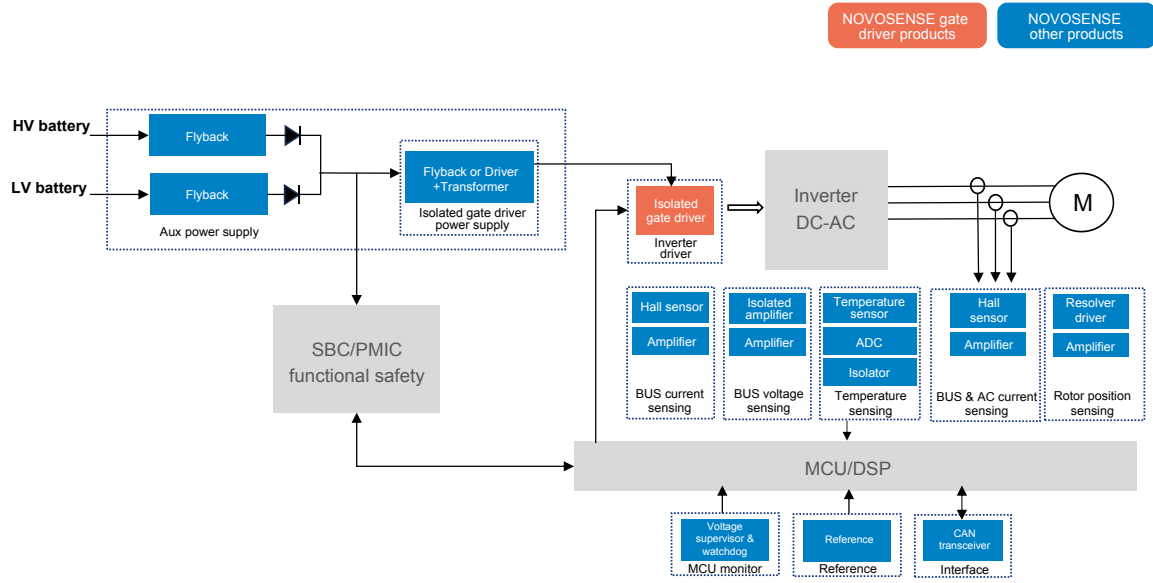 NOVOSENSE gate
driver products
NOVOSENSE
other products
HV battery
Flyback
LV battery
Flyback
Aux power supply
Flyback or Driver
+Transformer
Isolated gate driver
power supply
Isolated
gate driver
Inverter
driver
Inverter
DC-AC
M
SBC/PMIC
functional safety
Hall sensor
Amplifier
BUS current
sensing
Isolated
amplifier
Amplifier
BUS voltage
sensing
Temperature
sensor
ADC
Isolator
Temperature
sensing
Hall
sensor
Amplifier
BUS & AC current
sensing
Resolver
driver
Amplifier
Rotor position
sensing
MCU/DSP
Voltage
supervisor &
watchdog
MCU monitor
Reference
Reference
CAN
transceiver
Interface